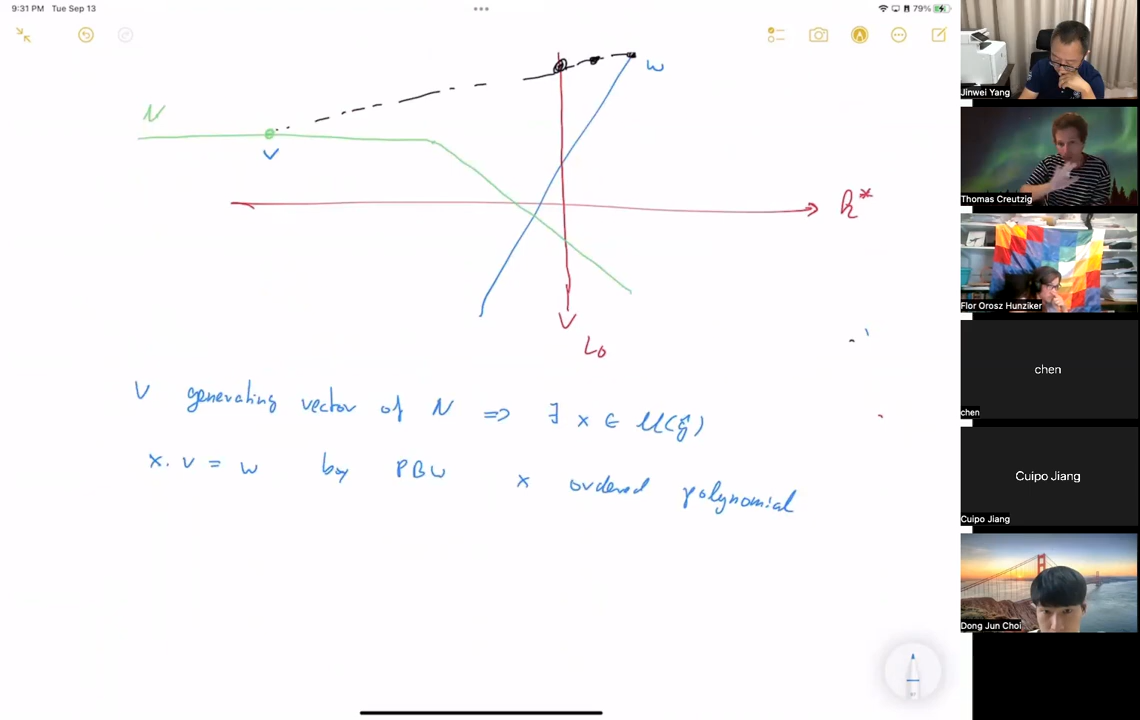 9:31 PM Tue Sep 13
79%
w
N
v
h*
L₀
v generating vector of N => ∃ x ∈ U(ĝ)
x. v = w by PBW x ordered polynomial
Jinwei Yang
Thomas Creutzig
Flor Orosz Hunziker
chen
chen
Cuipo Jiang
Cuipo Jiang
Dong Jun Choi